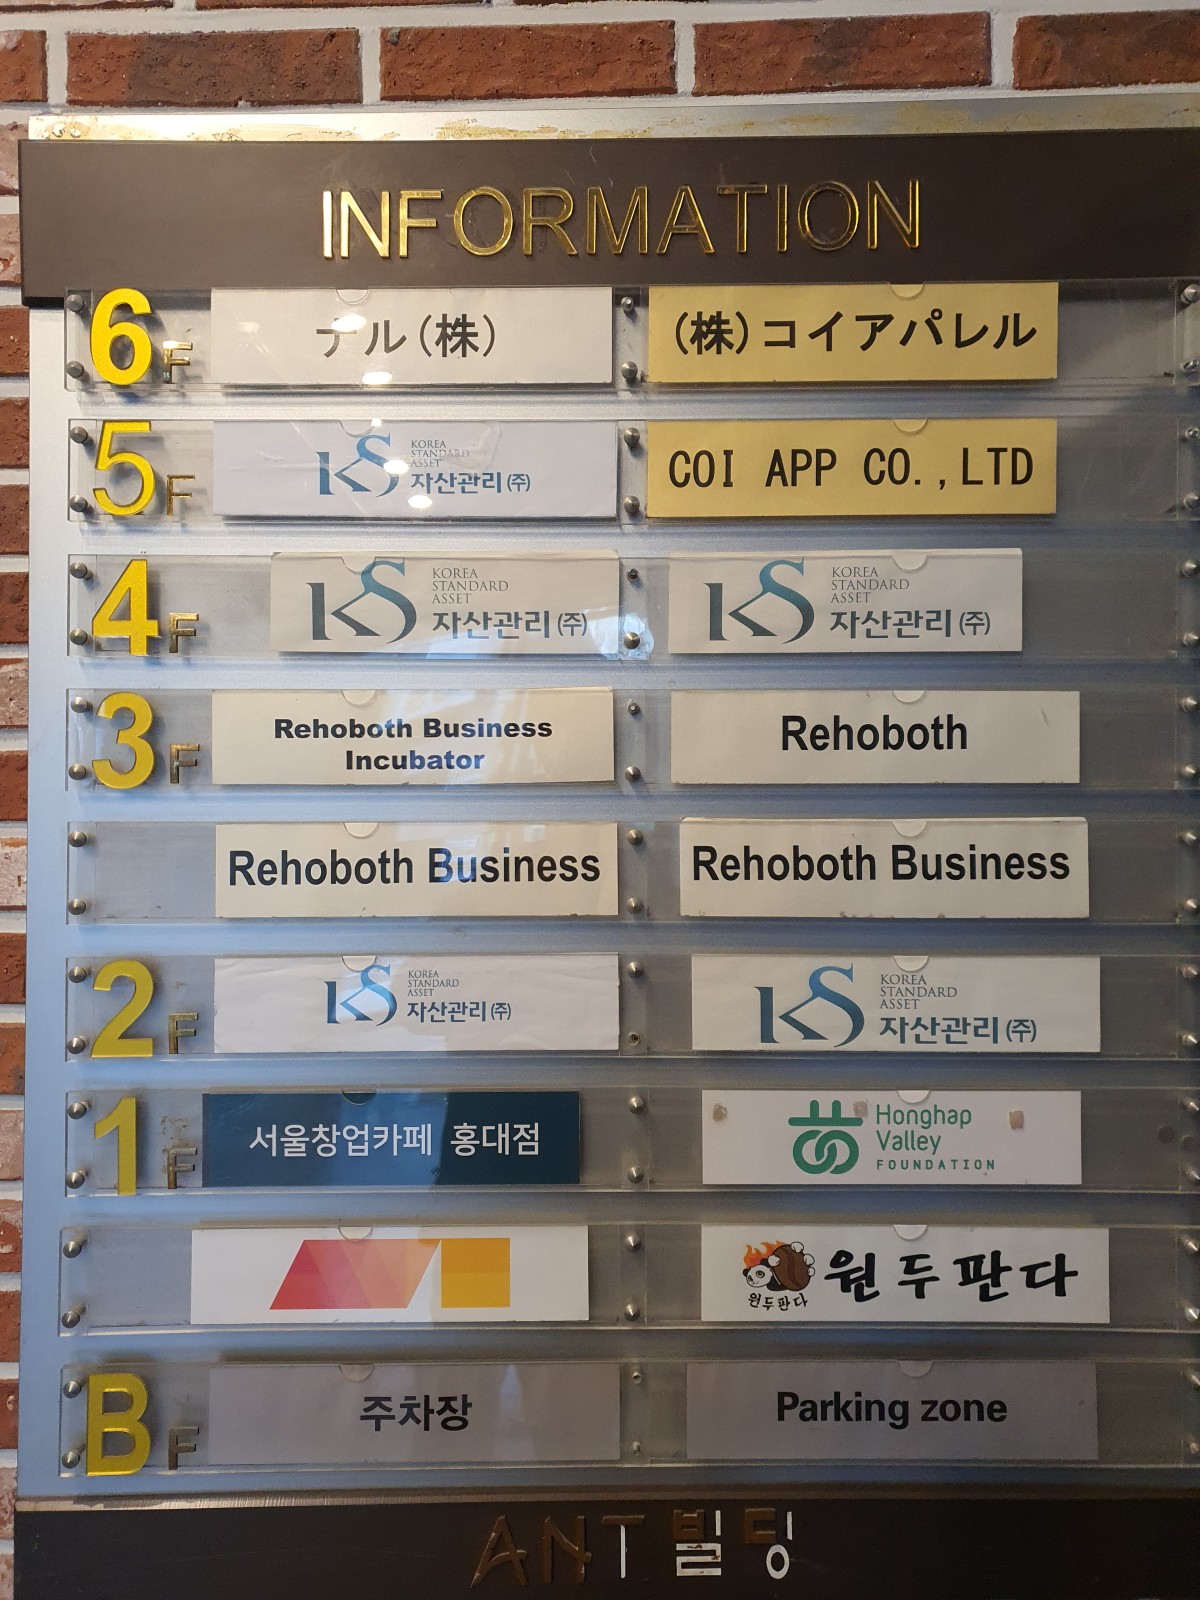 INFORMATION
6F
ナル(株)
(株)コイアパレル
5F
KS KOREA
STANDARD
ASSET
자산관리(주)
COI APP CO.,LTD
4F
KS KOREA
STANDARD
ASSET
자산관리(주)
KS KOREA
STANDARD
ASSET
자산관리(주)
3F
Rehoboth Business
Incubator
Rehoboth
Rehoboth Business
Rehoboth Business
2F
KS KOREA
STANDARD
ASSET
자산관리(주)
KS KOREA
STANDARD
ASSET
자산관리(주)
1F
서울창업카페 홍대점
Honghap
Valley
FOUNDATION
원두판다
원두판다
BF
주차장
Parking zone
ANT빌딩